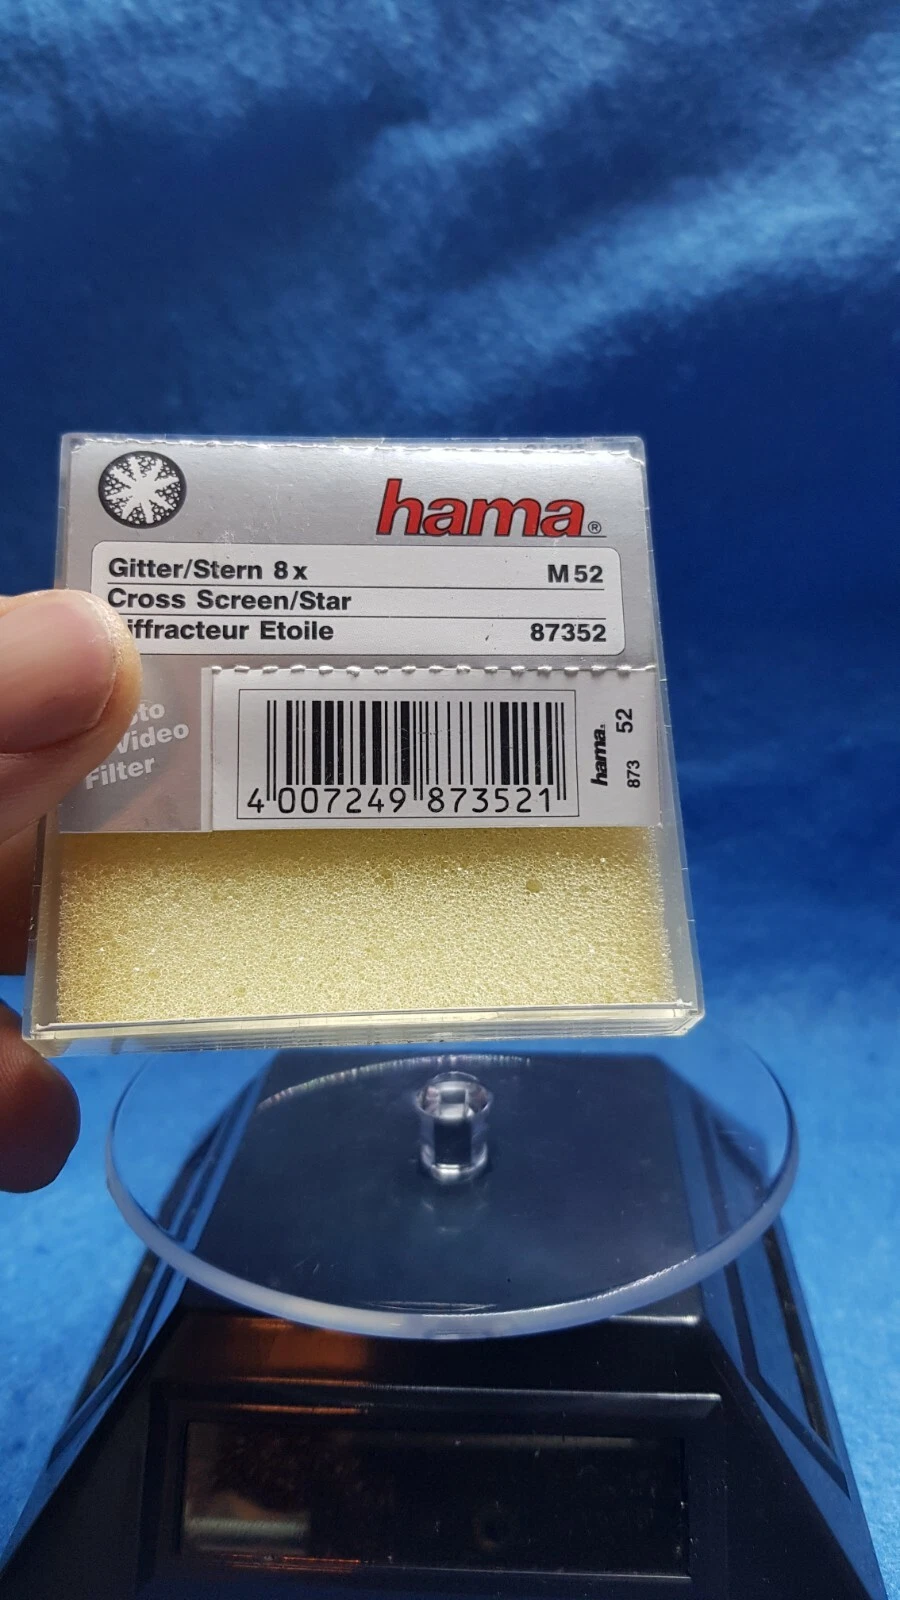 hama®
Gitter/Stern 8x M52
Cross Screen/Star
iffracteur Etoile 87352
Video
Filter
4 007249 873521
hama®
873 52